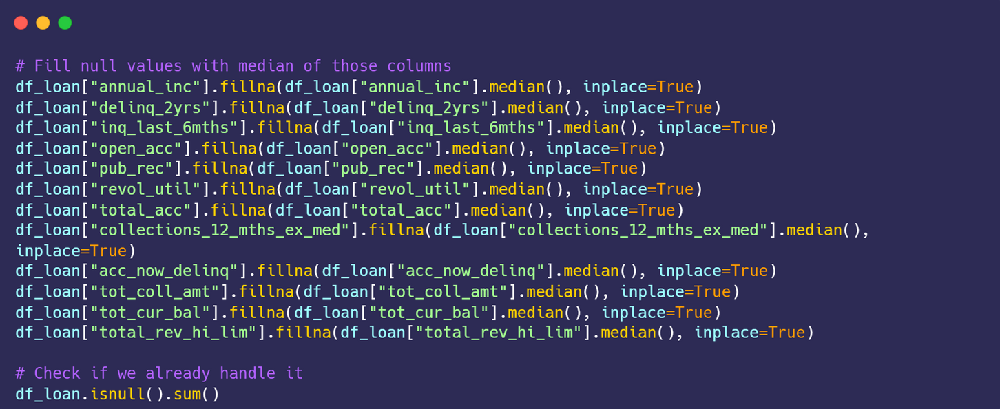 # Fill null values with median of those columns
df_loan["annual_inc"].fillna(df_loan["annual_inc"].median(), inplace=True)
df_loan["delinq_2yrs"].fillna(df_loan["delinq_2yrs"].median(), inplace=True)
df_loan["inq_last_6mths"].fillna(df_loan["inq_last_6mths"].median(), inplace=True)
df_loan["open_acc"].fillna(df_loan["open_acc"].median(), inplace=True)
df_loan["pub_rec"].fillna(df_loan["pub_rec"].median(), inplace=True)
df_loan["revol_util"].fillna(df_loan["revol_util"].median(), inplace=True)
df_loan["total_acc"].fillna(df_loan["total_acc"].median(), inplace=True)
df_loan["collections_12_mths_ex_med"].fillna(df_loan["collections_12_mths_ex_med"].median(),
inplace=True)
df_loan["acc_now_delinq"].fillna(df_loan["acc_now_delinq"].median(), inplace=True)
df_loan["tot_coll_amt"].fillna(df_loan["tot_coll_amt"].median(), inplace=True)
df_loan["tot_cur_bal"].fillna(df_loan["tot_cur_bal"].median(), inplace=True)
df_loan["total_rev_hi_lim"].fillna(df_loan["total_rev_hi_lim"].median(), inplace=True)
# Check if we already handle it
df_loan.isnull().sum()